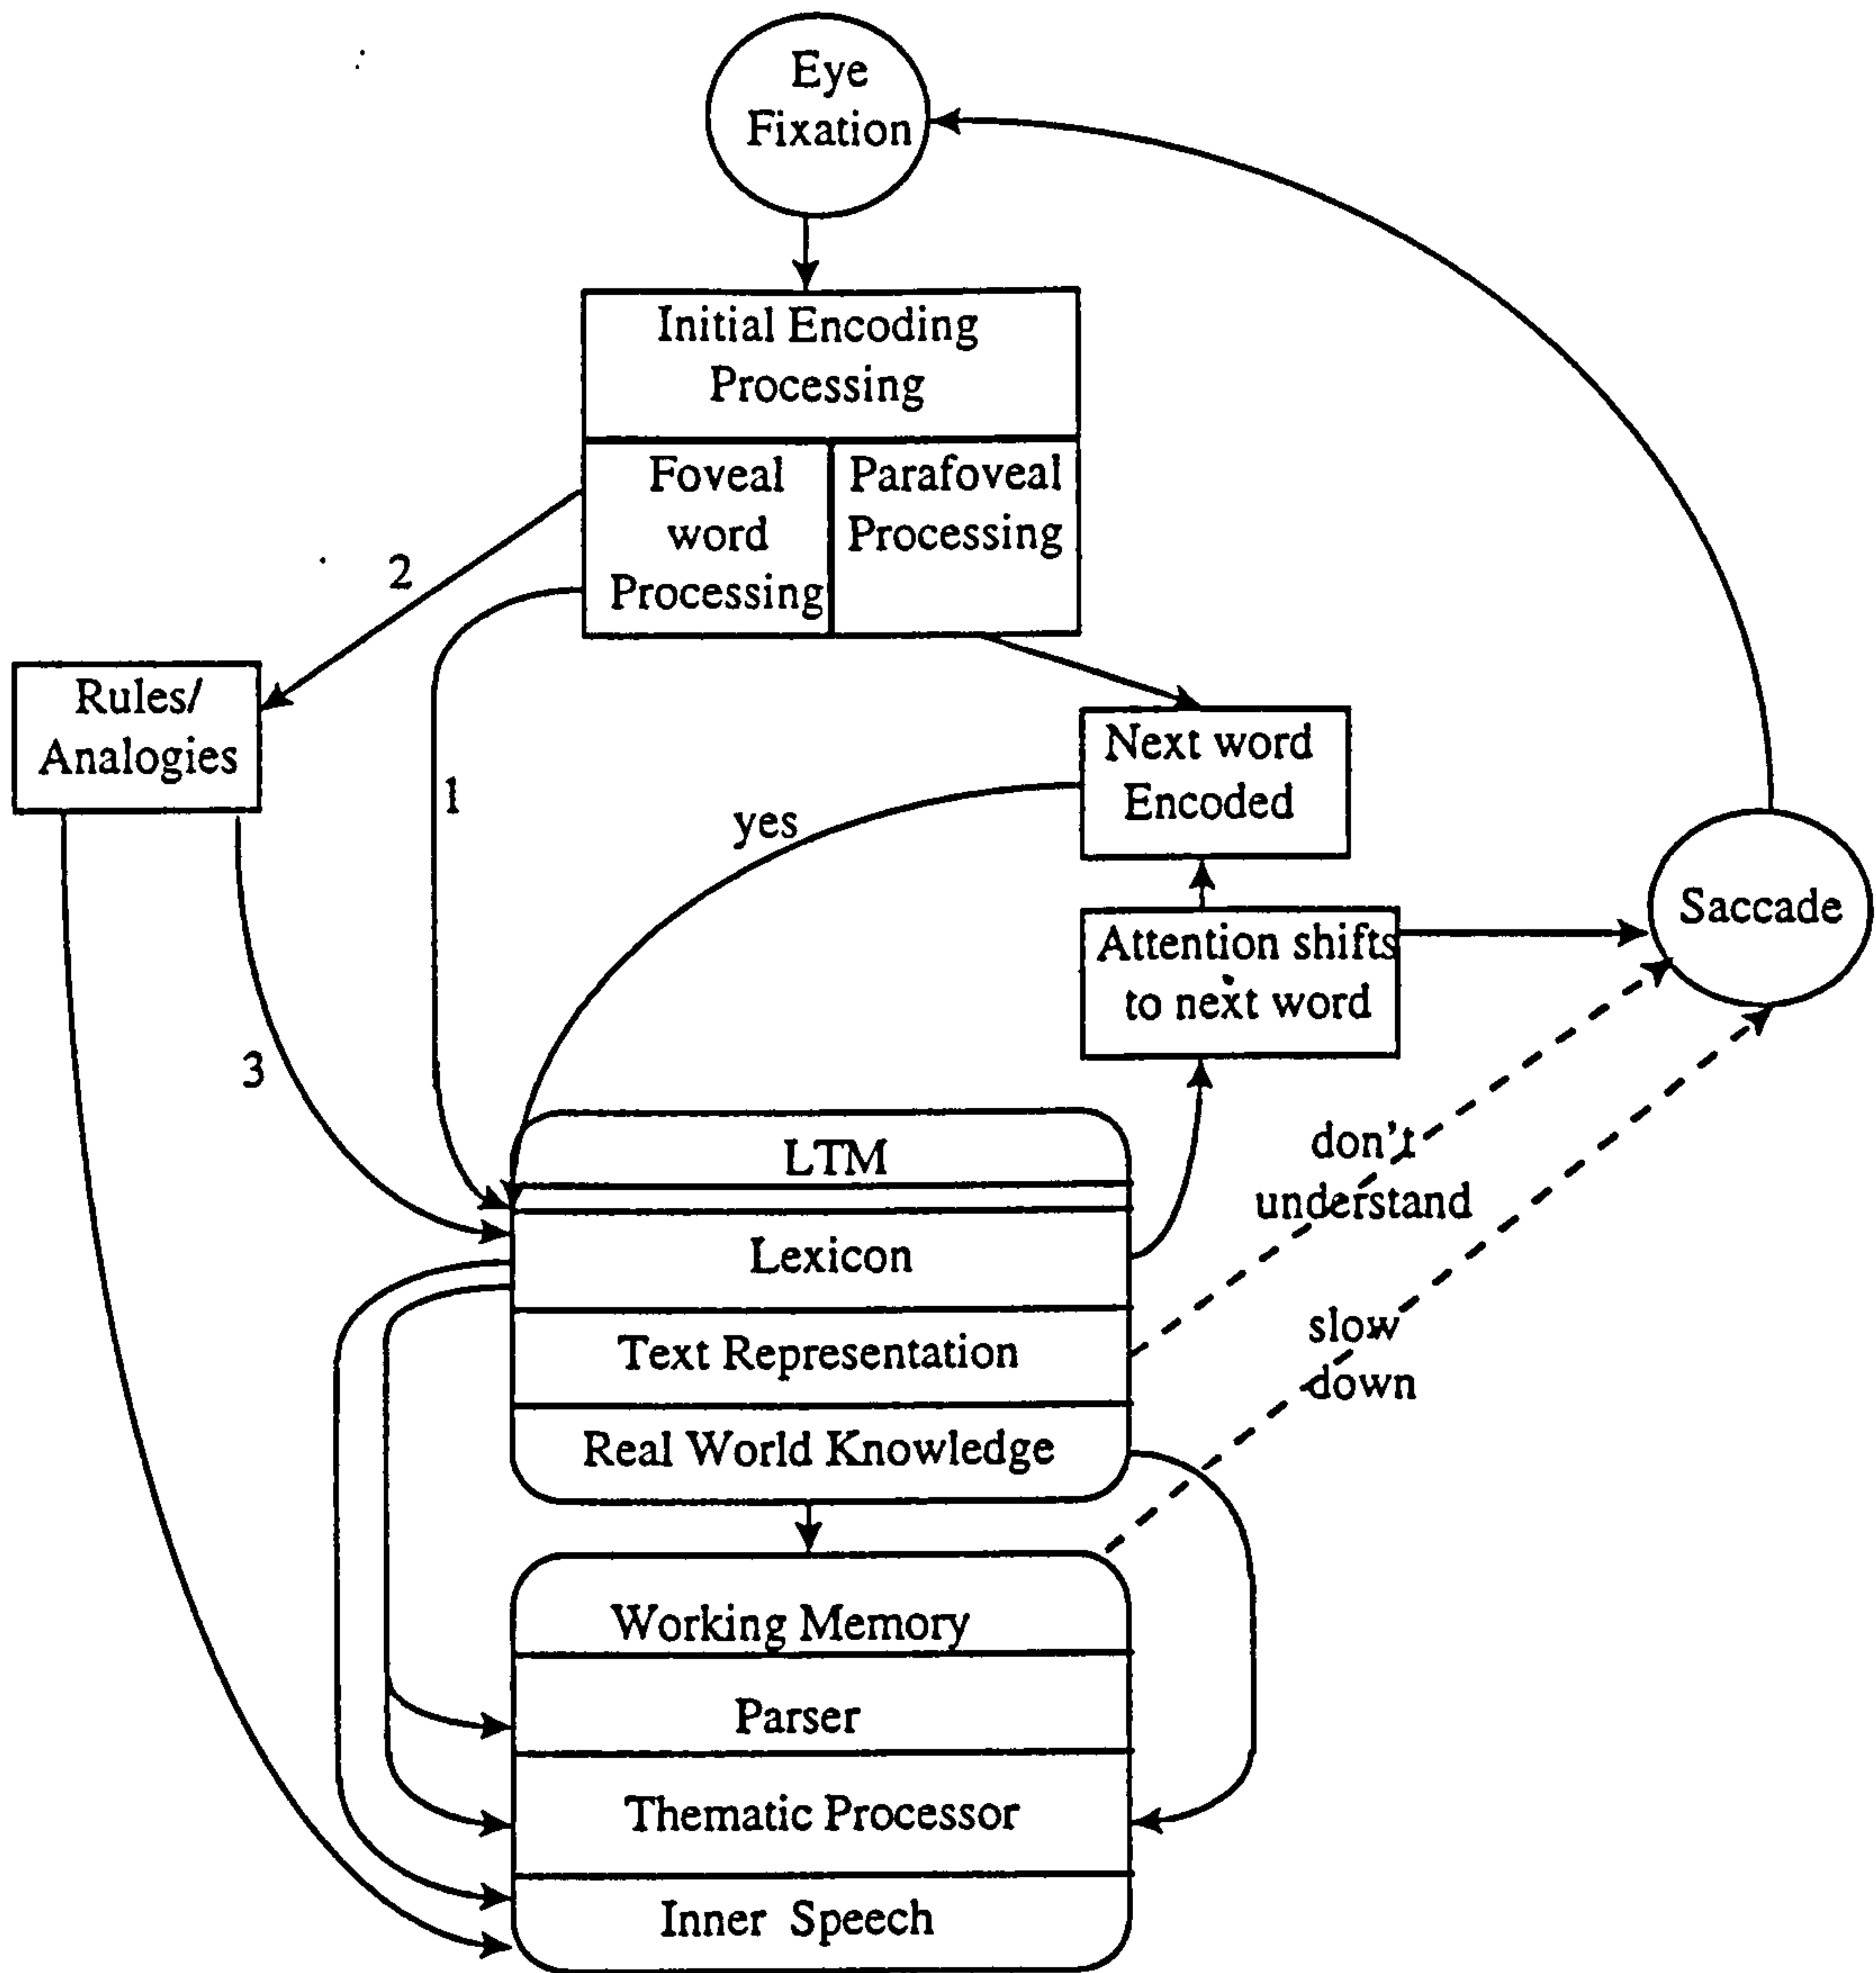 Eye
Fixation
Initial Encoding
Processing
Foveal
word
Processing
Parafoveal
Processing
2
Rules/
Analogies
1
Next word
Encoded
yes
Saccade
Attention shifts
to next word
3
LTM
don't
understand
Lexicon
slow
down
Text Representation
Real World Knowledge
Working Memory
Parser
Thematic Processor
Inner Speech